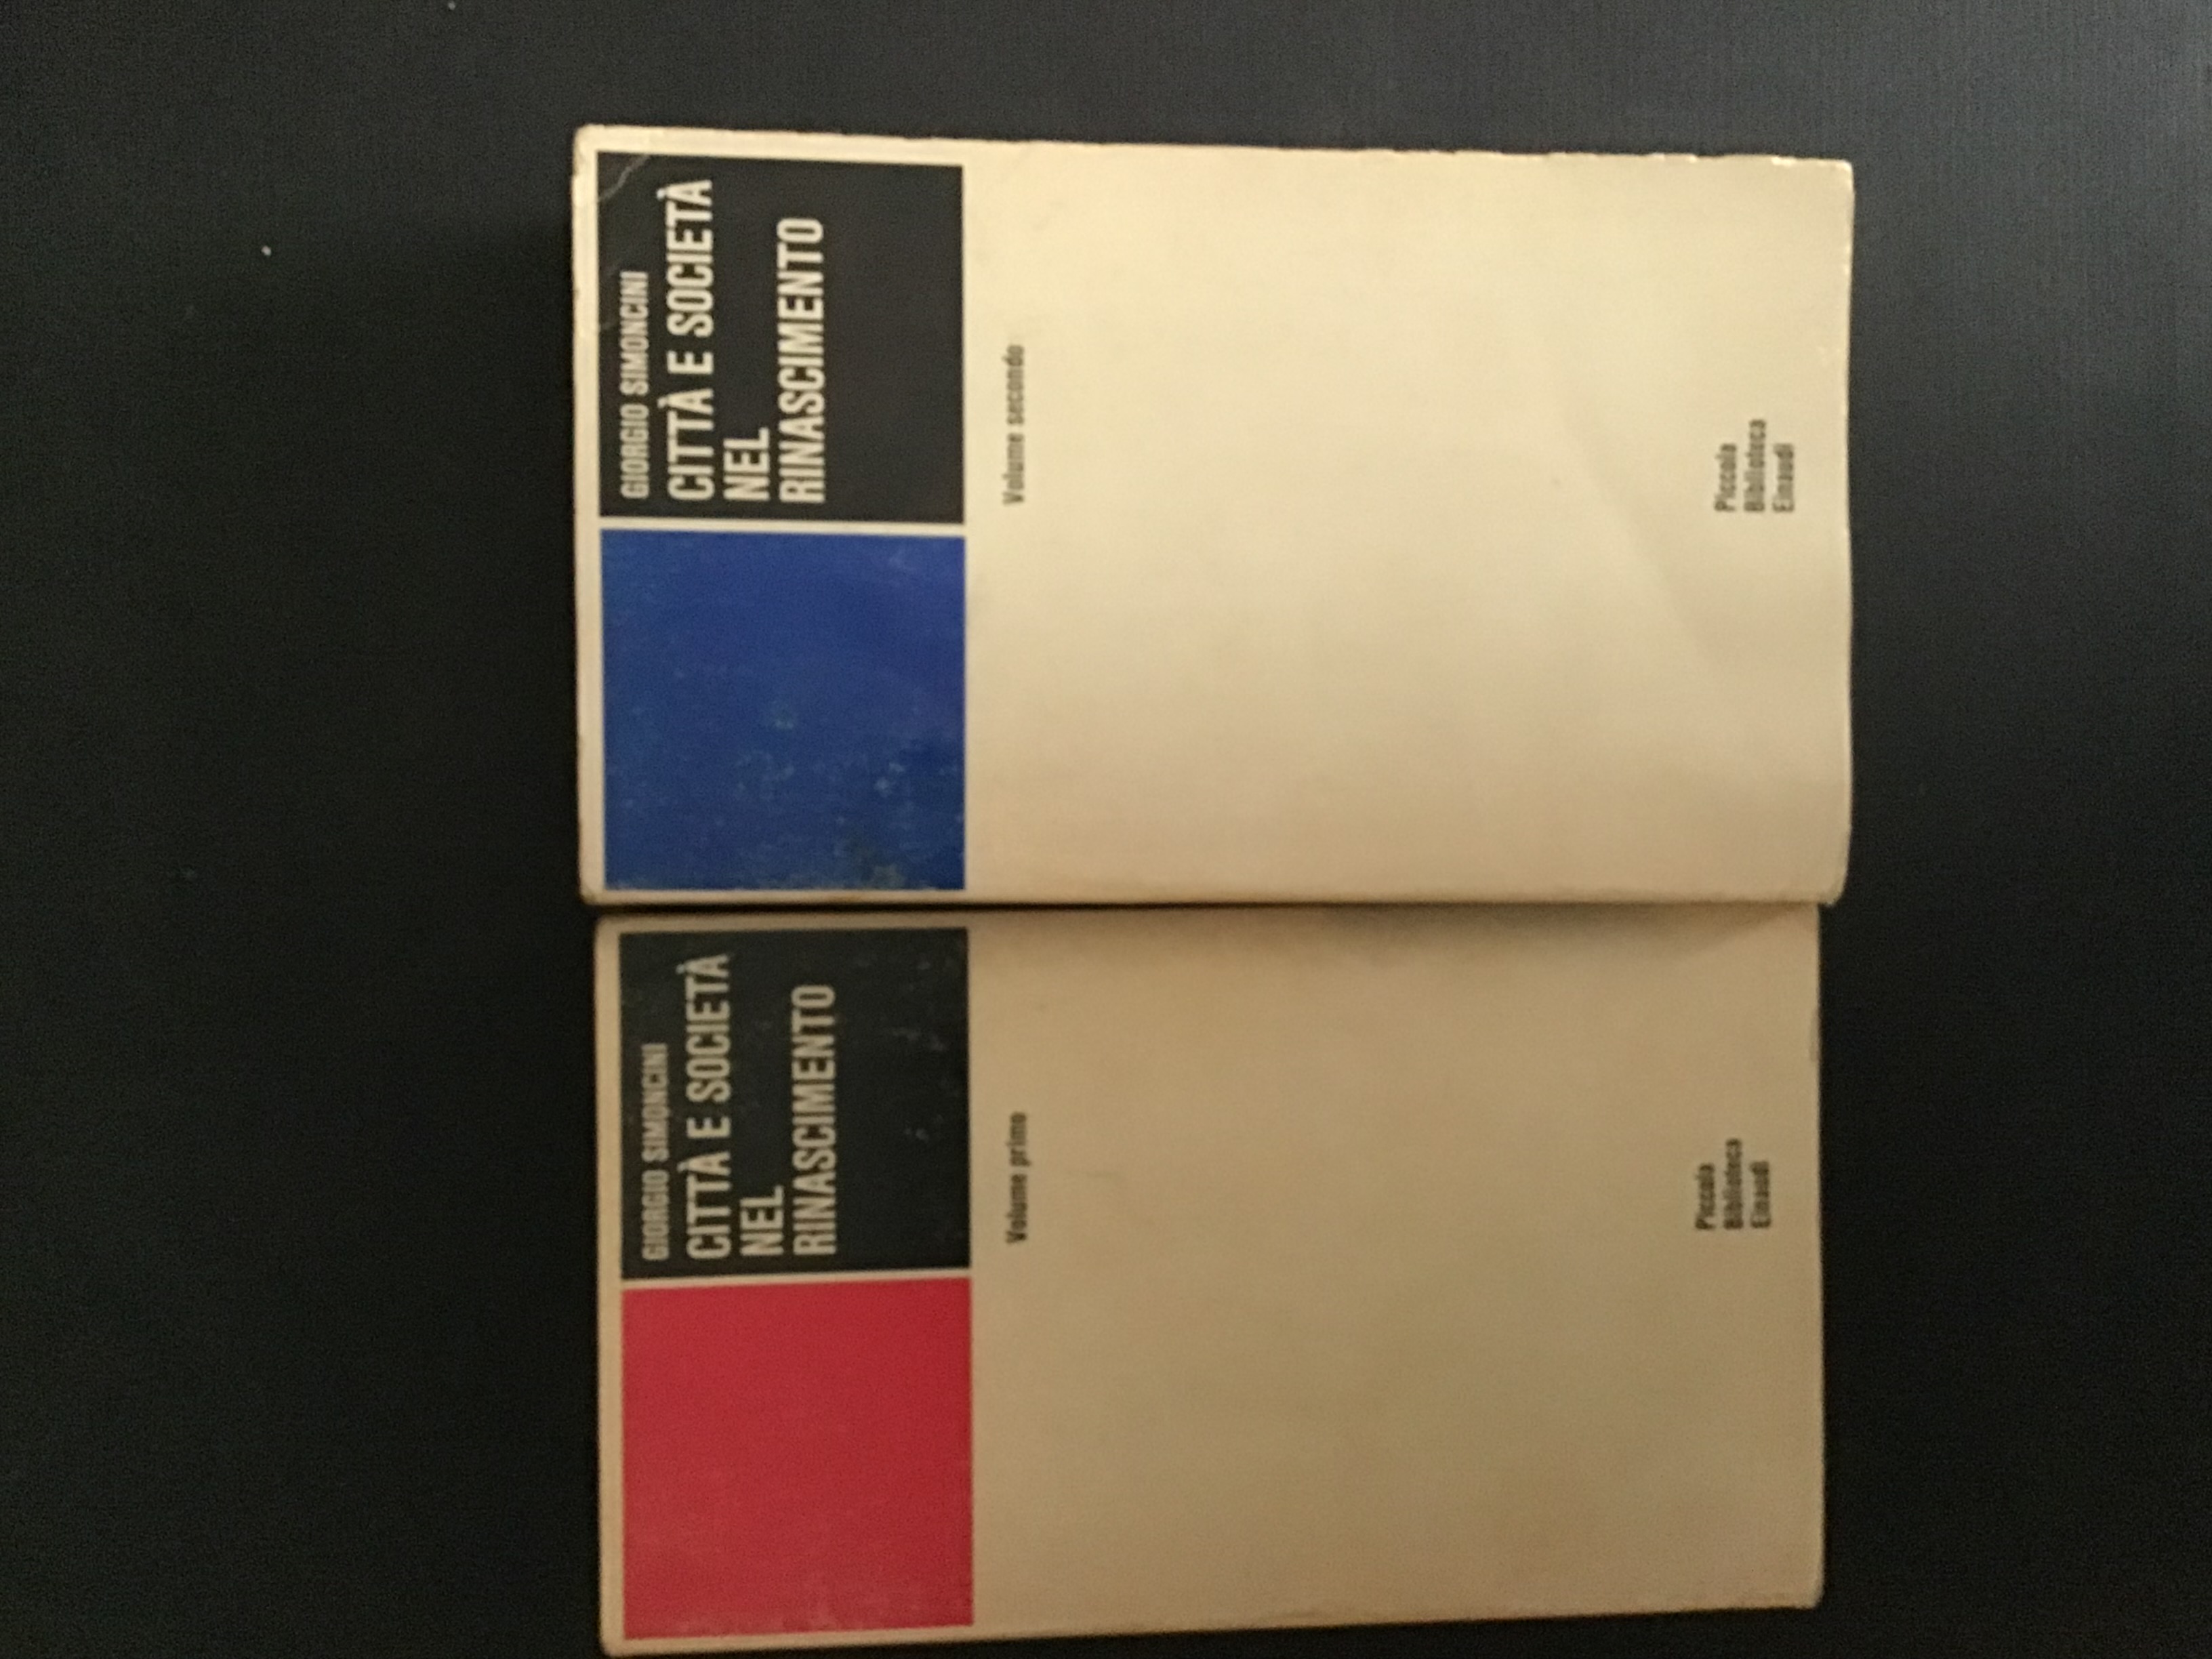 GIORGIO SIMONCINI
CITTÀ E SOCIETÀ
NEL
RINASCIMENTO
Volume primo
Piccola
Biblioteca
Einaudi
GIORGIO SIMONCINI
CITTÀ E SOCIETÀ
NEL
RINASCIMENTO
Volume secondo
Piccola
Biblioteca
Einaudi